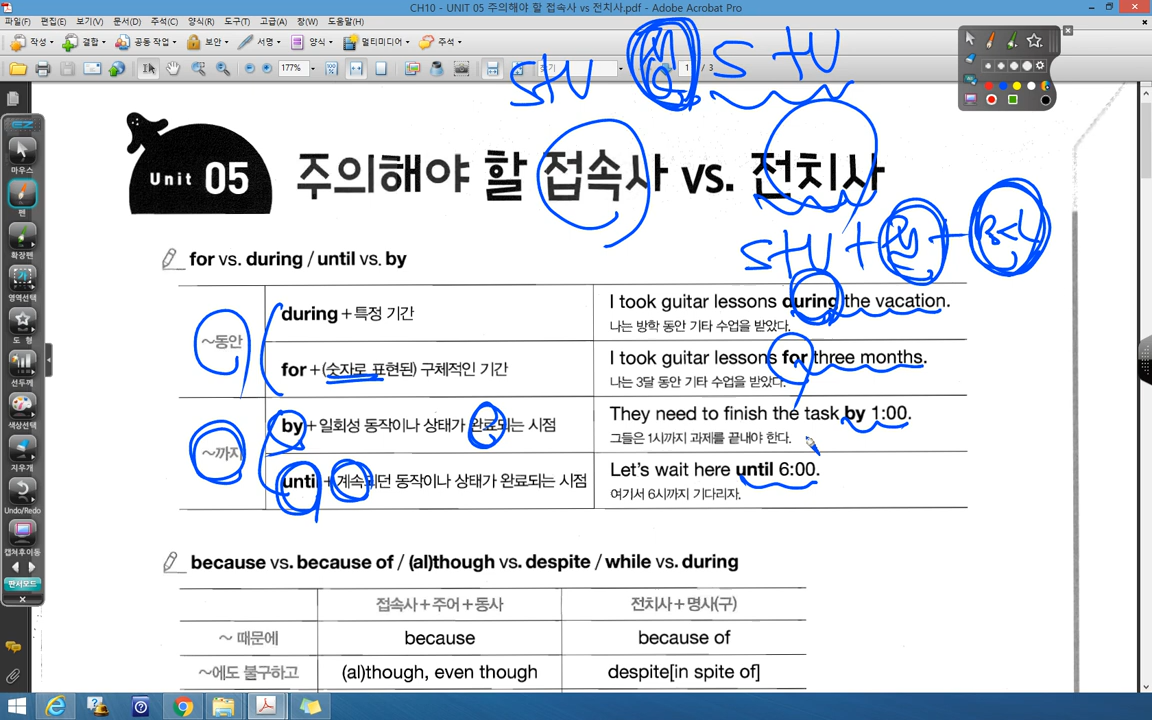 CH10 - UNIT 05 주의해야 할 접속사 vs 전치사.pdf - Adobe Acrobat Pro
파일(F) 편집(E) 보기(V) 문서(D) 주석(C) 양식(R) 도구(T) 고급(A) 창(W) 도움말(H)
작성 결합 공동 작업 보안 서명 양식 멀티미디어 주석
177% 찾기 1 / 3
S+V S+V
Unit 05 주의해야 할 접속사 vs. 전치사
S+V+
for vs. during / until vs. by
~동안
during + 특정 기간
I took guitar lessons during the vacation.
나는 방학 동안 기타 수업을 받았다.
for + (숫자로 표현된) 구체적인 기간
I took guitar lessons for three months.
나는 3달 동안 기타 수업을 받았다.
~까지
by + 일회성 동작이나 상태가 완료되는 시점
They need to finish the task by 1:00.
그들은 1시까지 과제를 끝내야 한다.
until + 계속되던 동작이나 상태가 완료되는 시점
Let's wait here until 6:00.
여기서 6시까지 기다리자.
because vs. because of / (al)though vs. despite / while vs. during
접속사 + 주어 + 동사 전치사 + 명사(구)
~ 때문에 because because of
~에도 불구하고 (al)though, even though despite[in spite of]
EZ
마우스
펜
확장펜
영역선택
도 형
선두께
색상선택
지우개
Undo/Redo
캡쳐후이동
판서모드